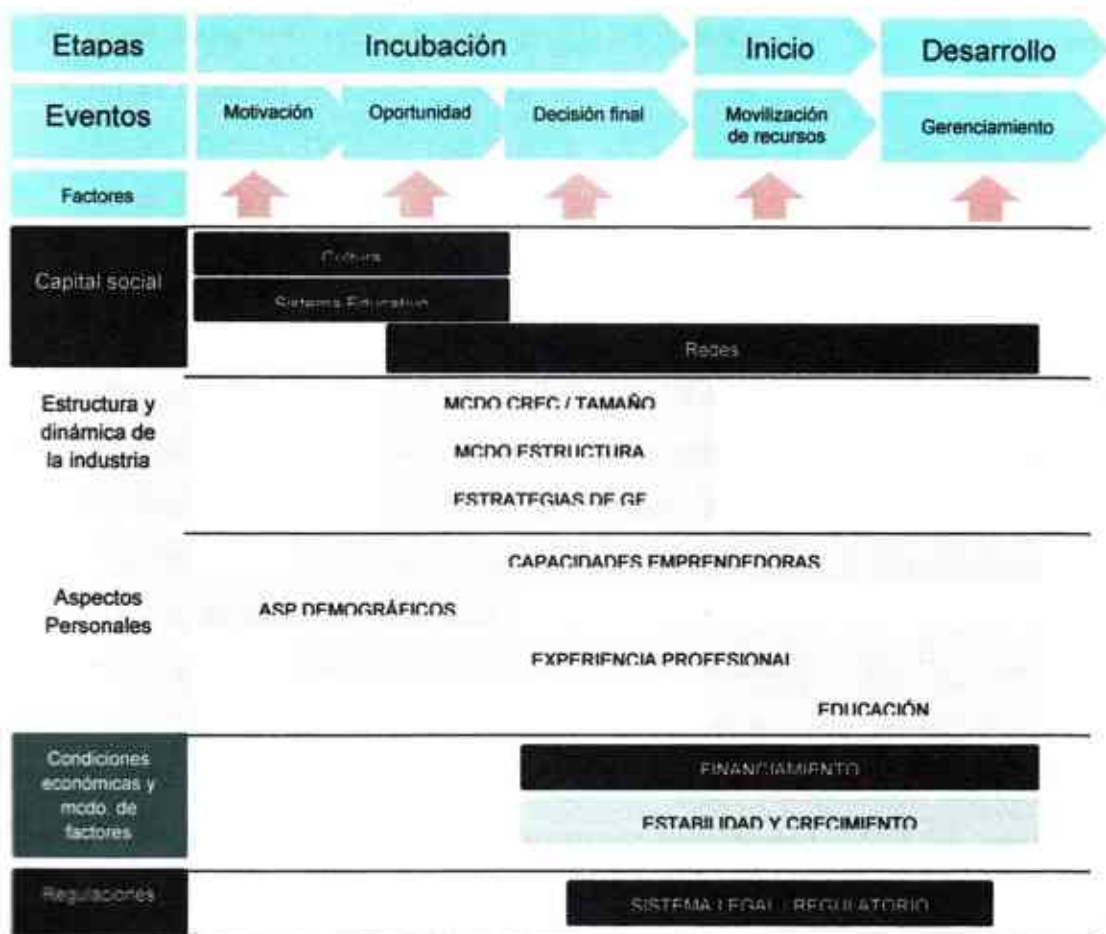 Etapas
Incubación
Inicio
Desarrollo
Eventos
Motivación
Oportunidad
Decisión final
Movilización
de recursos
Gerenciamiento
Factores
Capital social
Cultura
Sistema Educativo
Redes
Estructura y
dinámica de
la industria
MCDO CREC / TAMAÑO
MCDO ESTRUCTURA
ESTRATEGIAS DE GE
Aspectos
Personales
CAPACIDADES EMPRENDEDORAS
ASP DEMOGRÁFICOS
EXPERIENCIA PROFESIONAL
EDUCACIÓN
Condiciones
económicas y
mcdo. de
factores
FINANCIAMIENTO
ESTABILIDAD Y CRECIMIENTO
Regulaciones
SISTEMA LEGAL / REGULATORIO